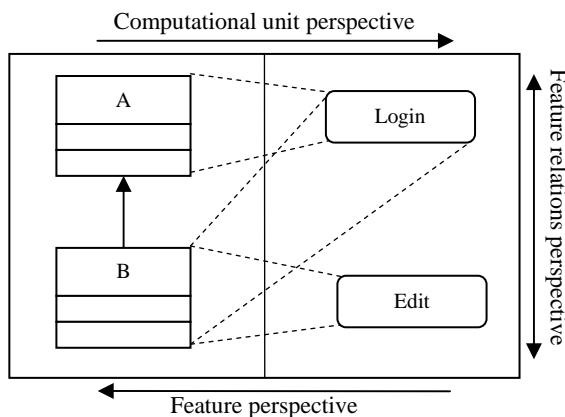 Computational unit perspective
A
Login
B
Edit
Feature relations perspective
Feature perspective